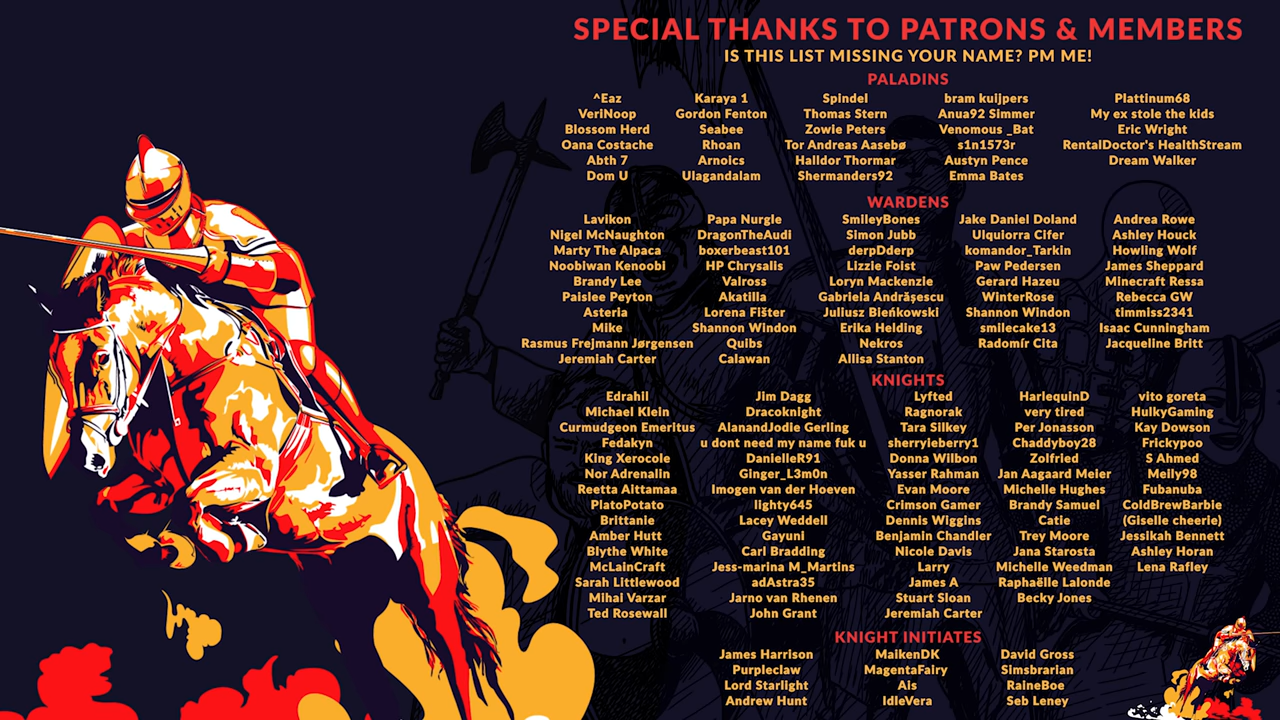 SPECIAL THANKS TO PATRONS & MEMBERS
IS THIS LIST MISSING YOUR NAME? PM ME!
PALADINS
^Eaz
VeriNoop
Blossom Herd
Oana Costache
Abth 7
Dom U
Karaya 1
Gordon Fenton
Seabee
Rhoan
Arnoics
Ulagandalam
Spindel
Thomas Stern
Zowie Peters
Tor Andreas Aasebø
Halldor Thormar
Shermanders92
bram kuijpers
Anua92 Simmer
Venomous _Bat
s1n1573r
Austyn Pence
Emma Bates
Plattinum68
My ex stole the kids
Eric Wright
RentalDoctor's HealthStream
Dream Walker
WARDENS
Lavikon
Nigel McNaughton
Marty The Alpaca
Noobiwan Kenoobi
Brandy Lee
Paislee Peyton
Asteria
Mike
Rasmus Frejmann Jørgensen
Jeremiah Carter
Papa Nurgle
DragonTheAudi
boxerbeast101
HP Chrysalis
Valross
Akatilla
Lorena Fišter
Shannon Windon
Quibs
Calawan
SmileyBones
Simon Jubb
derpDderp
Lizzie Foist
Loryn Mackenzie
Gabriela Andrășescu
Juliusz Bieńkowski
Erika Heiding
Nekros
Allisa Stanton
Jake Daniel Doland
Ulquiorra Cifer
komandor_Tarkin
Paw Pedersen
Gerard Hazeu
WinterRose
Shannon Windon
smilecake13
Radomír Cita
Andrea Rowe
Ashley Houck
Howling Wolf
James Sheppard
Minecraft Ressa
Rebecca GW
timmiss2341
Isaac Cunningham
Jacqueline Britt
KNIGHTS
Edrahil
Michael Klein
Curmudgeon Emeritus
Fedakyn
King Xerocole
Nor Adrenalin
Reetta Aittamaa
PlatoPotato
Brittanie
Amber Hutt
Blythe White
McLainCraft
Sarah Littlewood
Mihai Varzar
Ted Rosewall
Jim Dagg
Dracoknight
AlanandJodie Gerling
u dont need my name fuk u
DanielleR91
Ginger_L3m0n
Imogen van der Hoeven
lighty645
Lacey Weddell
Gayuni
Carl Bradding
Jess-marina M_Martins
adAstra35
Jarno van Rhenen
John Grant
Lyfted
Ragnorak
Tara Silkey
sherryieberry1
Donna Wilbon
Yasser Rahman
Evan Moore
Crimson Gamer
Dennis Wiggins
Benjamin Chandler
Nicole Davis
Larry
James A
Stuart Sloan
Jeremiah Carter
HarlequinD
very tired
Per Jonasson
Chaddyboy28
Zolfried
Jan Aagaard Meier
Michelle Hughes
Brandy Samuel
Catie
Trey Moore
Jana Starosta
Michelle Weedman
Raphaëlle Lalonde
Becky Jones
vito goreta
HulkyGaming
Kay Dowson
Frickypoo
S Ahmed
Meily98
Fubanuba
ColdBrewBarbie
(Giselle cheerie)
Jessikah Bennett
Ashley Horan
Lena Rafley
KNIGHT INITIATES
James Harrison
Purpleclaw
Lord Starlight
Andrew Hunt
MaikenDK
MagentaFairy
Ais
IdleVera
David Gross
Simsbrarian
RaineBoe
Seb Leney